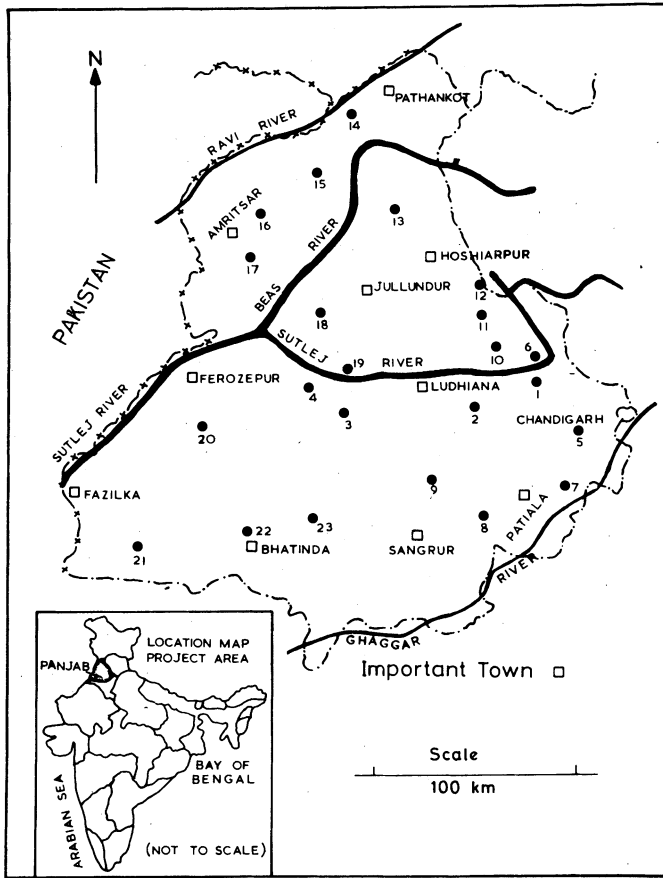 N
PATHANKOT
14
RAVI RIVER
15
AMRITSAR
16
13
17
HOSHIARPUR
BEAS RIVER
PAKISTAN
JULLUNDUR
12
11
18
10
6
SUTLEJ RIVER
19
FEROZEPUR
LUDHIANA
4
3
2
1
CHANDIGARH
5
SUTLEJ RIVER
20
FAZILKA
9
7
PATIALA
8
23
22
BHATINDA
SANGRUR
21
GHAGGAR RIVER
Important Town
LOCATION MAP
PROJECT AREA
PANJAB
BAY OF
BENGAL
ARABIAN SEA
(NOT TO SCALE)
Scale
100 km